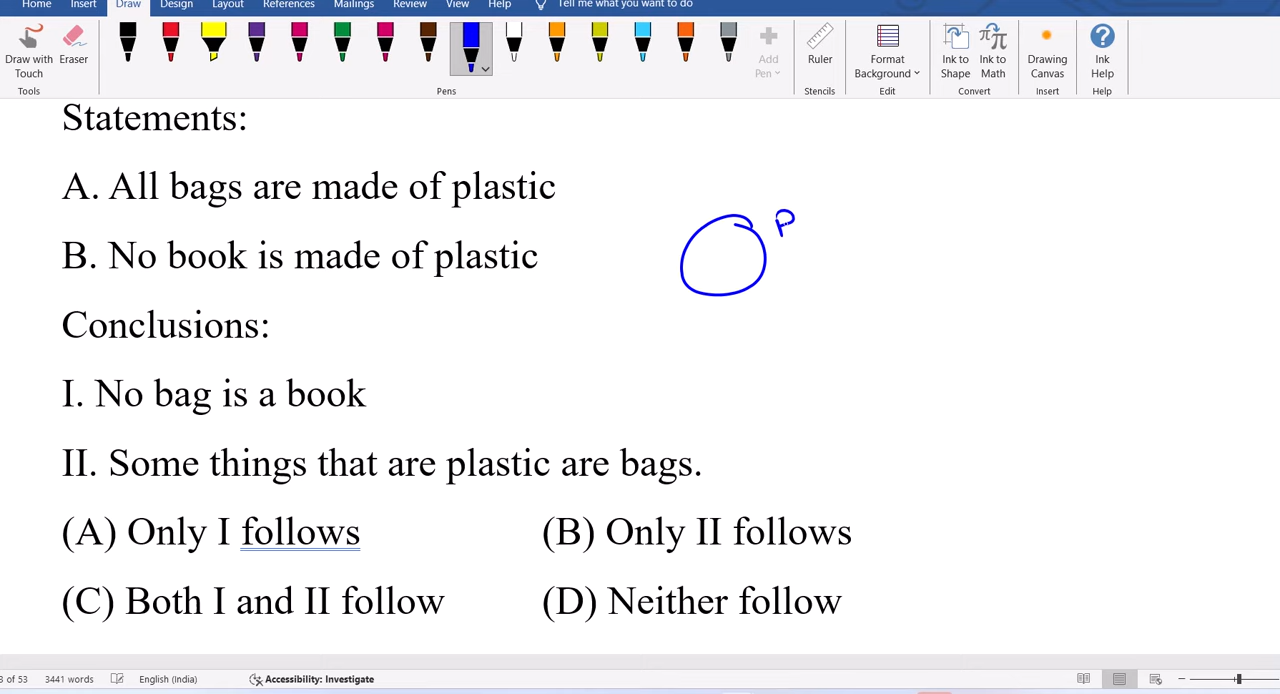 Home Insert Draw Design Layout References Mailings Review View Help Tell me what you want to do
Draw with Touch
Eraser
Tools
Pens
Add Pen
Ruler
Stencils
Format Background
Edit
Ink to Shape
Ink to Math
Convert
Drawing Canvas
Insert
Ink Help
Help
Statements:
A. All bags are made of plastic
P
B. No book is made of plastic
Conclusions:
I. No bag is a book
II. Some things that are plastic are bags.
(A) Only I follows (B) Only II follows
(C) Both I and II follow (D) Neither follow
of 53 3441 words English (India) Accessibility: Investigate